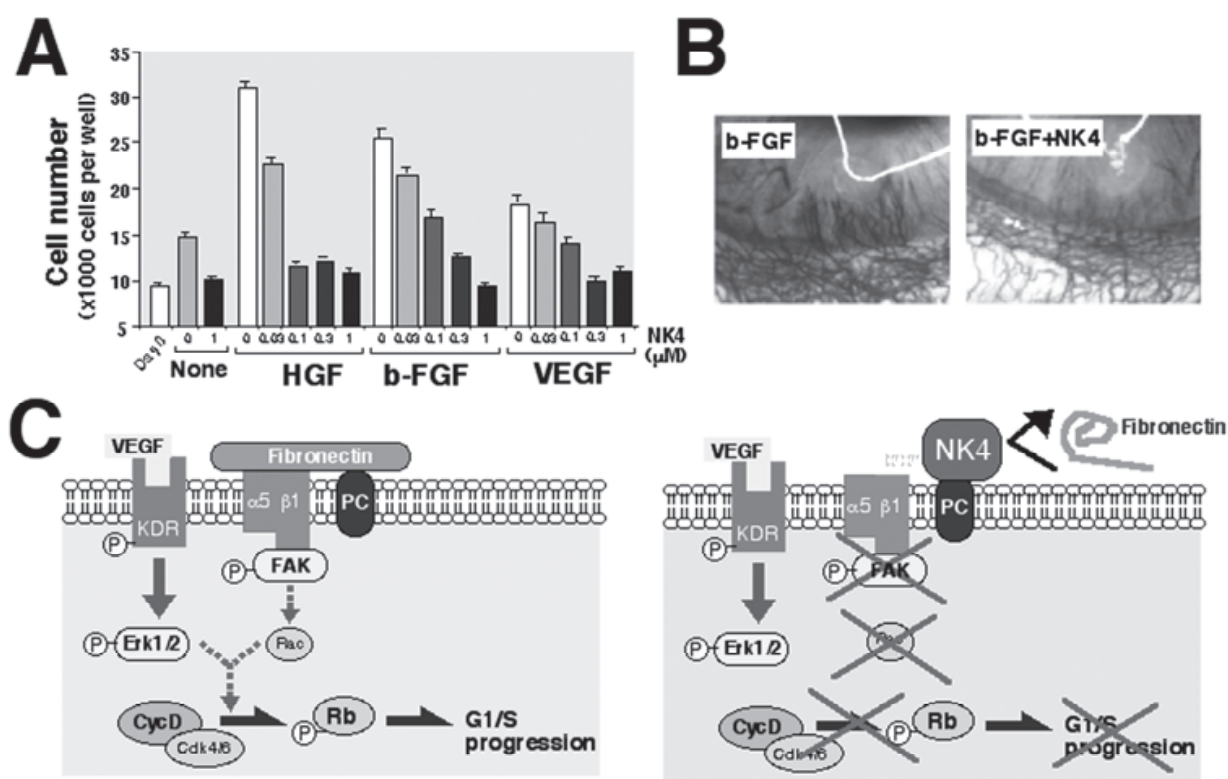 A
Cell number
(x1000 cells per well)
35
30
25
20
15
10
5
Day 0
0 1
0 0.03 0.1 0.3 1
0 0.03 0.1 0.3 1
0 0.03 0.1 0.3 1
NK4
(μM)
None
HGF
b-FGF
VEGF
B
b-FGF
b-FGF+NK4
C
VEGF
Fibronectin
α5 β1
PC
KDR
P
P
FAK
P
Erk1/2
Rac
CycD
Cdk4/6
P
Rb
G1/S
progression
VEGF
NK4
Fibronectin
α5 β1
PC
KDR
P
P
FAK
Rac
P
Erk1/2
CycD
Cdk4/6
P
Rb
G1/S
progression